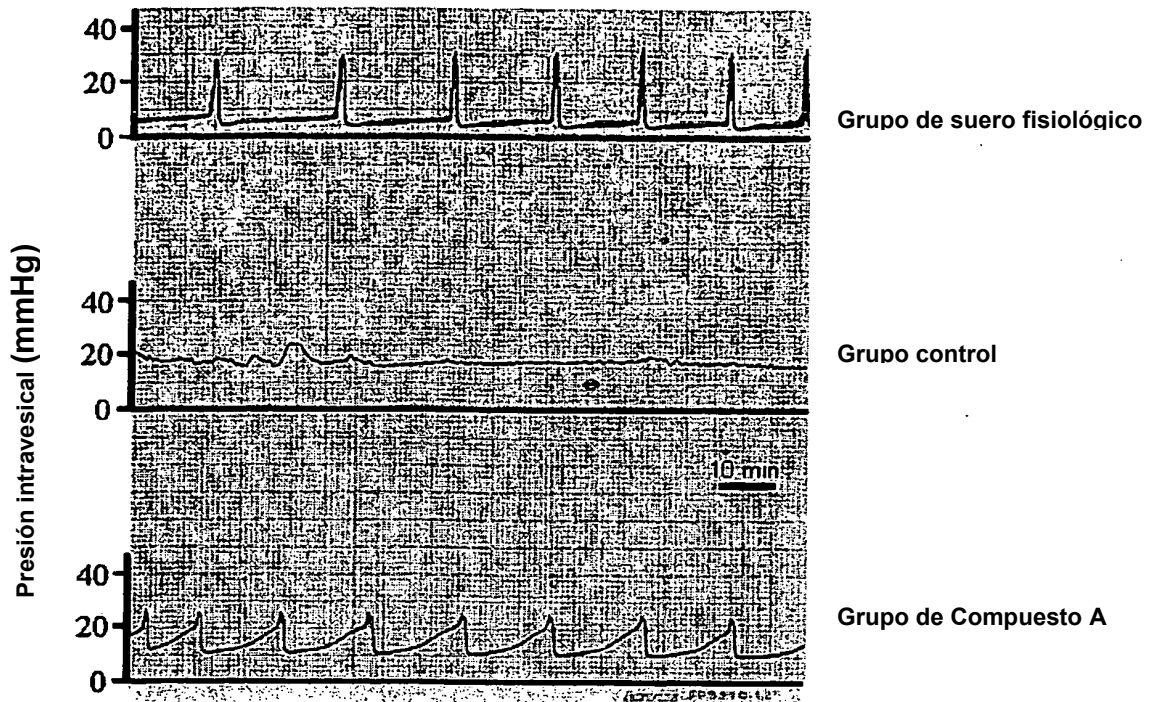 40
20
0
Grupo de suero fisiológico
Presión intravesical (mmHg)
40
20
0
Grupo control
10 min
40
20
0
Grupo de Compuesto A